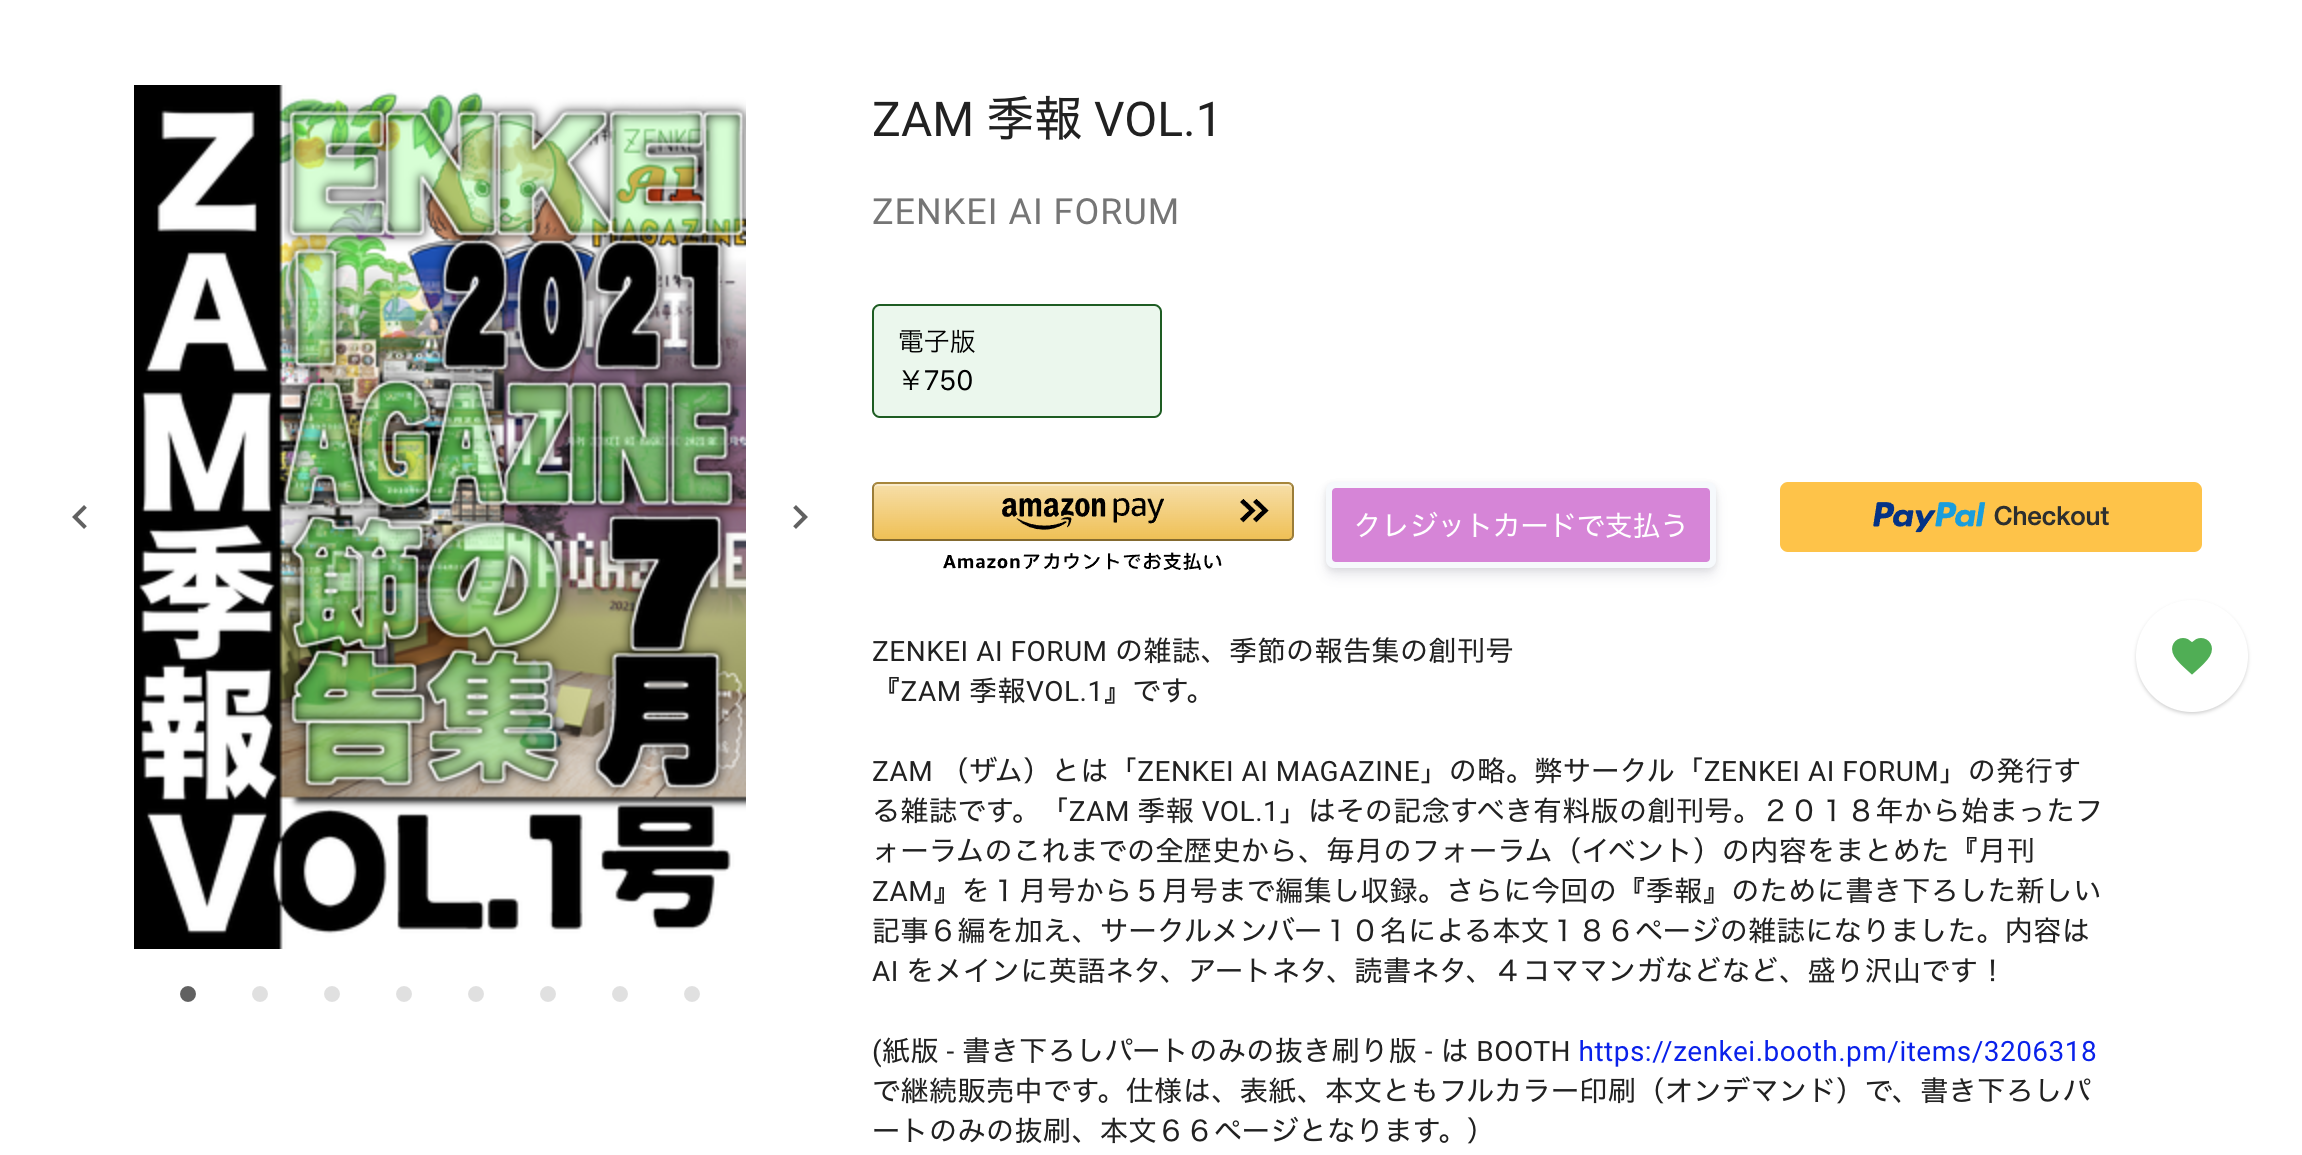 ZAM季報VOL.1号
ZENKEI
2021
MAGAZINE
節の 7
告集 月
ZAM 季報 VOL.1
ZENKEI AI FORUM
電子版
￥750
amazon pay
Amazonアカウントでお支払い
クレジットカードで支払う
PayPal Checkout
ZENKEI AI FORUM の雑誌、季節の報告集の創刊号
『ZAM 季報VOL.1』です。
ZAM （ザム）とは「ZENKEI AI MAGAZINE」の略。弊サークル「ZENKEI AI FORUM」の発行す
る雑誌です。「ZAM 季報 VOL.1」はその記念すべき有料版の創刊号。２０１８年から始まったフ
ォーラムのこれまでの全歴史から、毎月のフォーラム（イベント）の内容をまとめた『月刊
ZAM』を１月号から５月号まで編集し収録。さらに今回の『季報』のために書き下ろした新しい
記事６編を加え、サークルメンバー１０名による本文１８６ページの雑誌になりました。内容は
AI をメインに英語ネタ、アートネタ、読書ネタ、４コママンガなどなど、盛り沢山です！
(紙版 - 書き下ろしパートのみの抜き刷り版 - は BOOTH https://zenkei.booth.pm/items/3206318
で継続販売中です。仕様は、表紙、本文ともフルカラー印刷（オンデマンド）で、書き下ろしパ
ートのみの抜刷、本文６６ページとなります。）